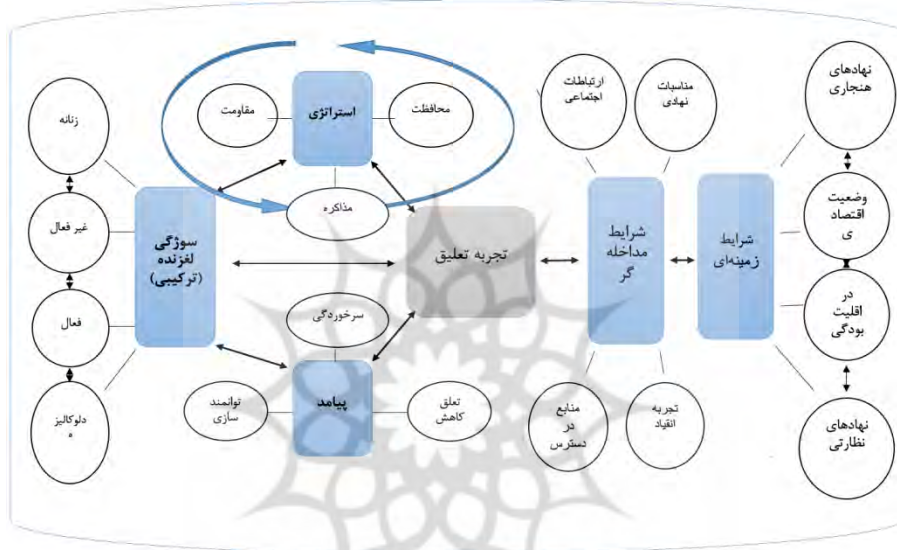 نهادهای
هنجاری
وضعیت
اقتصاد
ی
در
اقلیت
بودگی
نهادهای
نظارتی
شرایط
زمینه‌ای
مناسبات
نهادی
ارتباطات
اجتماعی
شرایط
مداخله
گر
تجربه
انقیاد
منابع
در
دسترس
تجربه تعلیق
محافظت
استراتژی
مقاومت
مذاکره
سرخوردگی
پیامد
تعلق
کاهش
توانمند
سازی
سوژگی
لغزنده
(ترکیبی)
زنانه
غیر فعال
فعال
دلوکالیز
ه